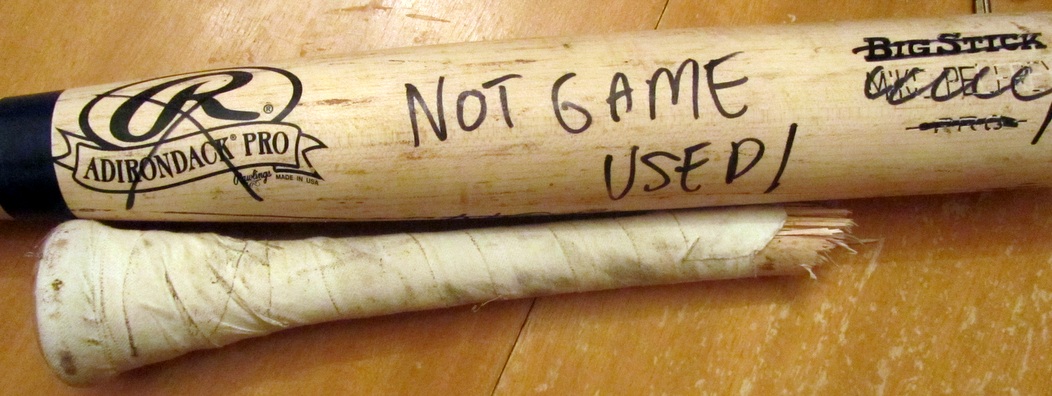 R®
ADIRONDACK® PRO
Rawlings MADE IN USA
NOT GAME
USED!
BIG STICK